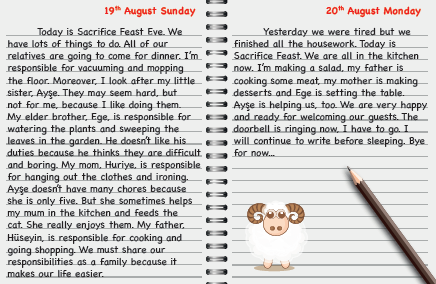 19th August Sunday
Today is Sacrifice Feast Eve. We
have lots of things to do. All of our
relatives are going to come for dinner. I'm
responsible for vacuuming and mopping
the floor. Moreover, I look after my little
sister, Ayşe. They may seem hard, but
not for me, because I like doing them.
My elder brother, Ege, is responsible for
watering the plants and sweeping the
leaves in the garden. He doesn't like his
duties because he thinks they are difficult
and boring. My mom, Huriye, is responsible
for hanging out the clothes and ironing.
Ayşe doesn't have many chores because
she is only five. But she sometimes helps
my mum in the kitchen and feeds the
cat. She really enjoys them. My father,
Hüseyin, is responsible for cooking and
going shopping. We must share our
responsibilities as a family because it
makes our life easier.
20th August Monday
Yesterday we were tired but we
finished all the housework. Today is
Sacrifice Feast. We are all in the kitchen
now. I'm making a salad, my father is
cooking some meat, my mother is making
desserts and Ege is setting the table.
Ayşe is helping us, too. We are very happy
and ready for welcoming our guests. The
doorbell is ringing now, I have to go. I
will continue to write before sleeping. Bye
for now...